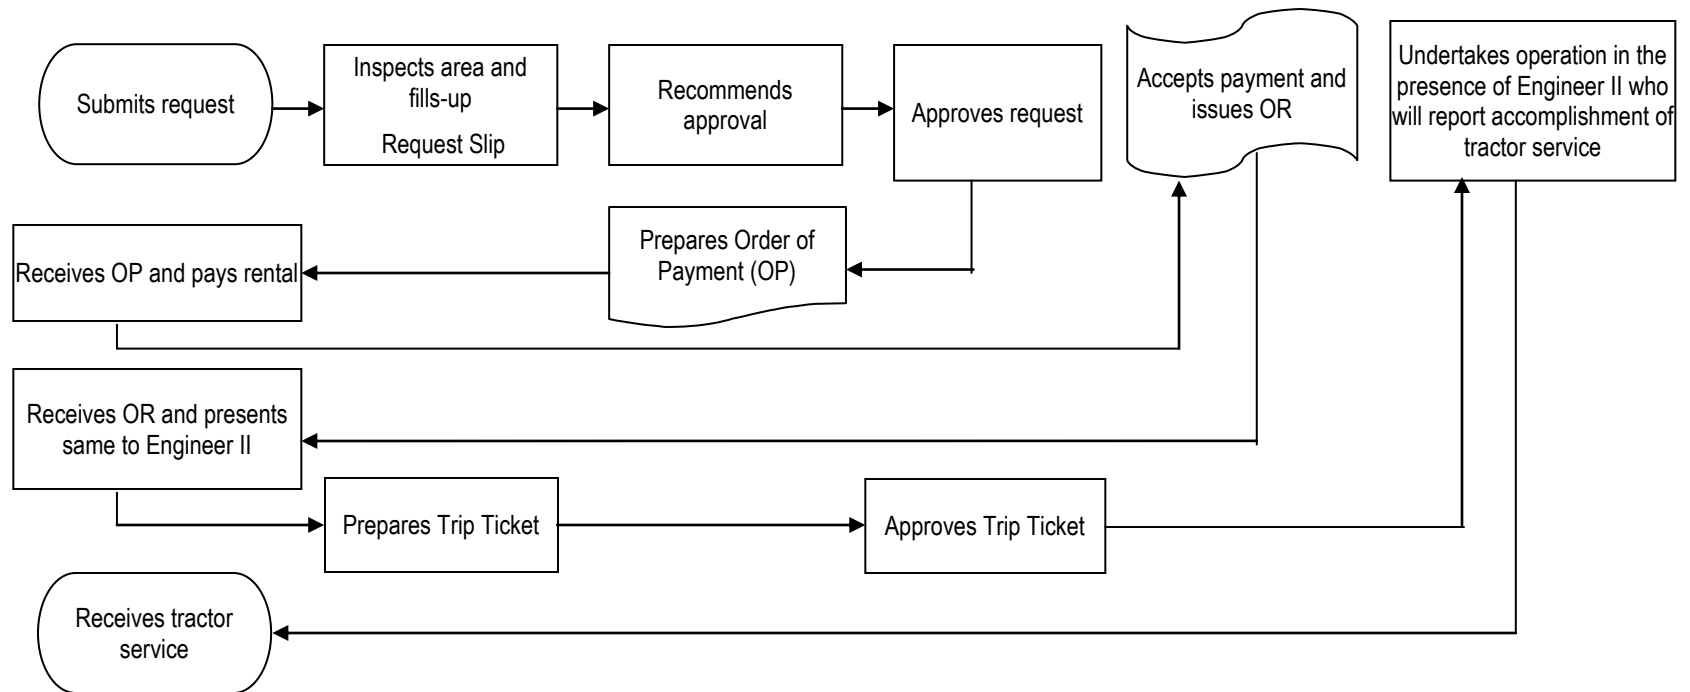 Submits request
Inspects area and
fills-up
Request Slip
Recommends
approval
Approves request
Accepts payment and
issues OR
Undertakes operation in the
presence of Engineer II who
will report accomplishment of
tractor service
Receives OP and pays rental
Prepares Order of
Payment (OP)
Receives OR and presents
same to Engineer II
Prepares Trip Ticket
Approves Trip Ticket
Receives tractor
service